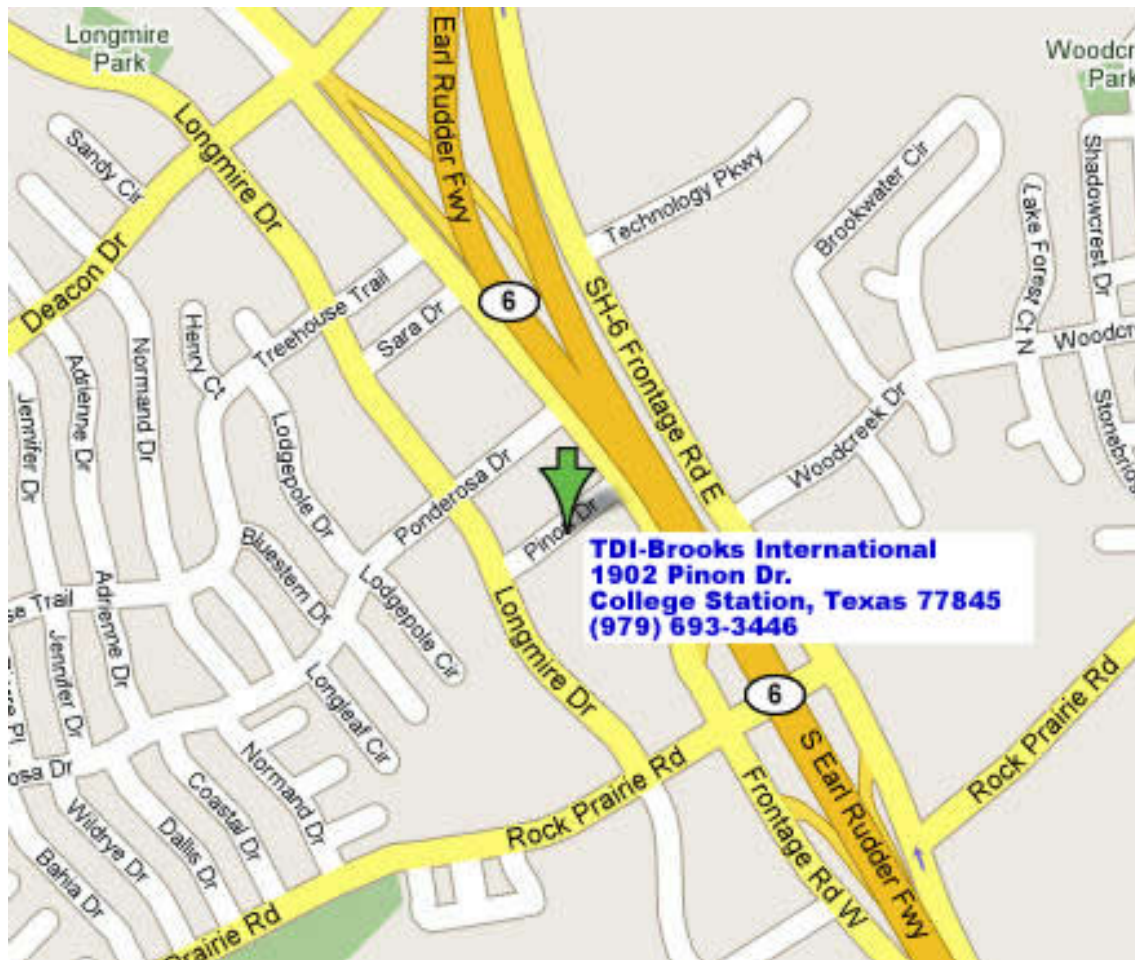 Longmire
Park
Earl Rudder Fwy
Woodcr
Park
Sandy Cir
Longmire Dr
Technology Pkwy
Brookwater Cir
Shadowcrest Dr
Lake Forest Ct N
Deacon Dr
Treehouse Trail
6
SH-6 Frontage Rd E
Henry Ct
Sara Dr
Woodcr
Normand Dr
Adrienne Dr
Jennifer Dr
Lodgepole Dr
Ponderosa Dr
Woodcreek Dr
Stonebrid
Pinon Dr
TDI-Brooks International
1902 Pinon Dr.
College Station, Texas 77845
(979) 693-3446
Bluestem Dr
Lodgepole Cir
Longmire Dr
se Trail
Adrienne Dr
Jennifer Dr
Longleaf Cir
6
Rock Prairie Rd
osa Dr
Normand Dr
Rock Prairie Rd
S Earl Rudder Fwy
Frontage Rd W
Coastal Dr
Wildrye Dr
Dallis Dr
Bahia Dr
Prairie Rd